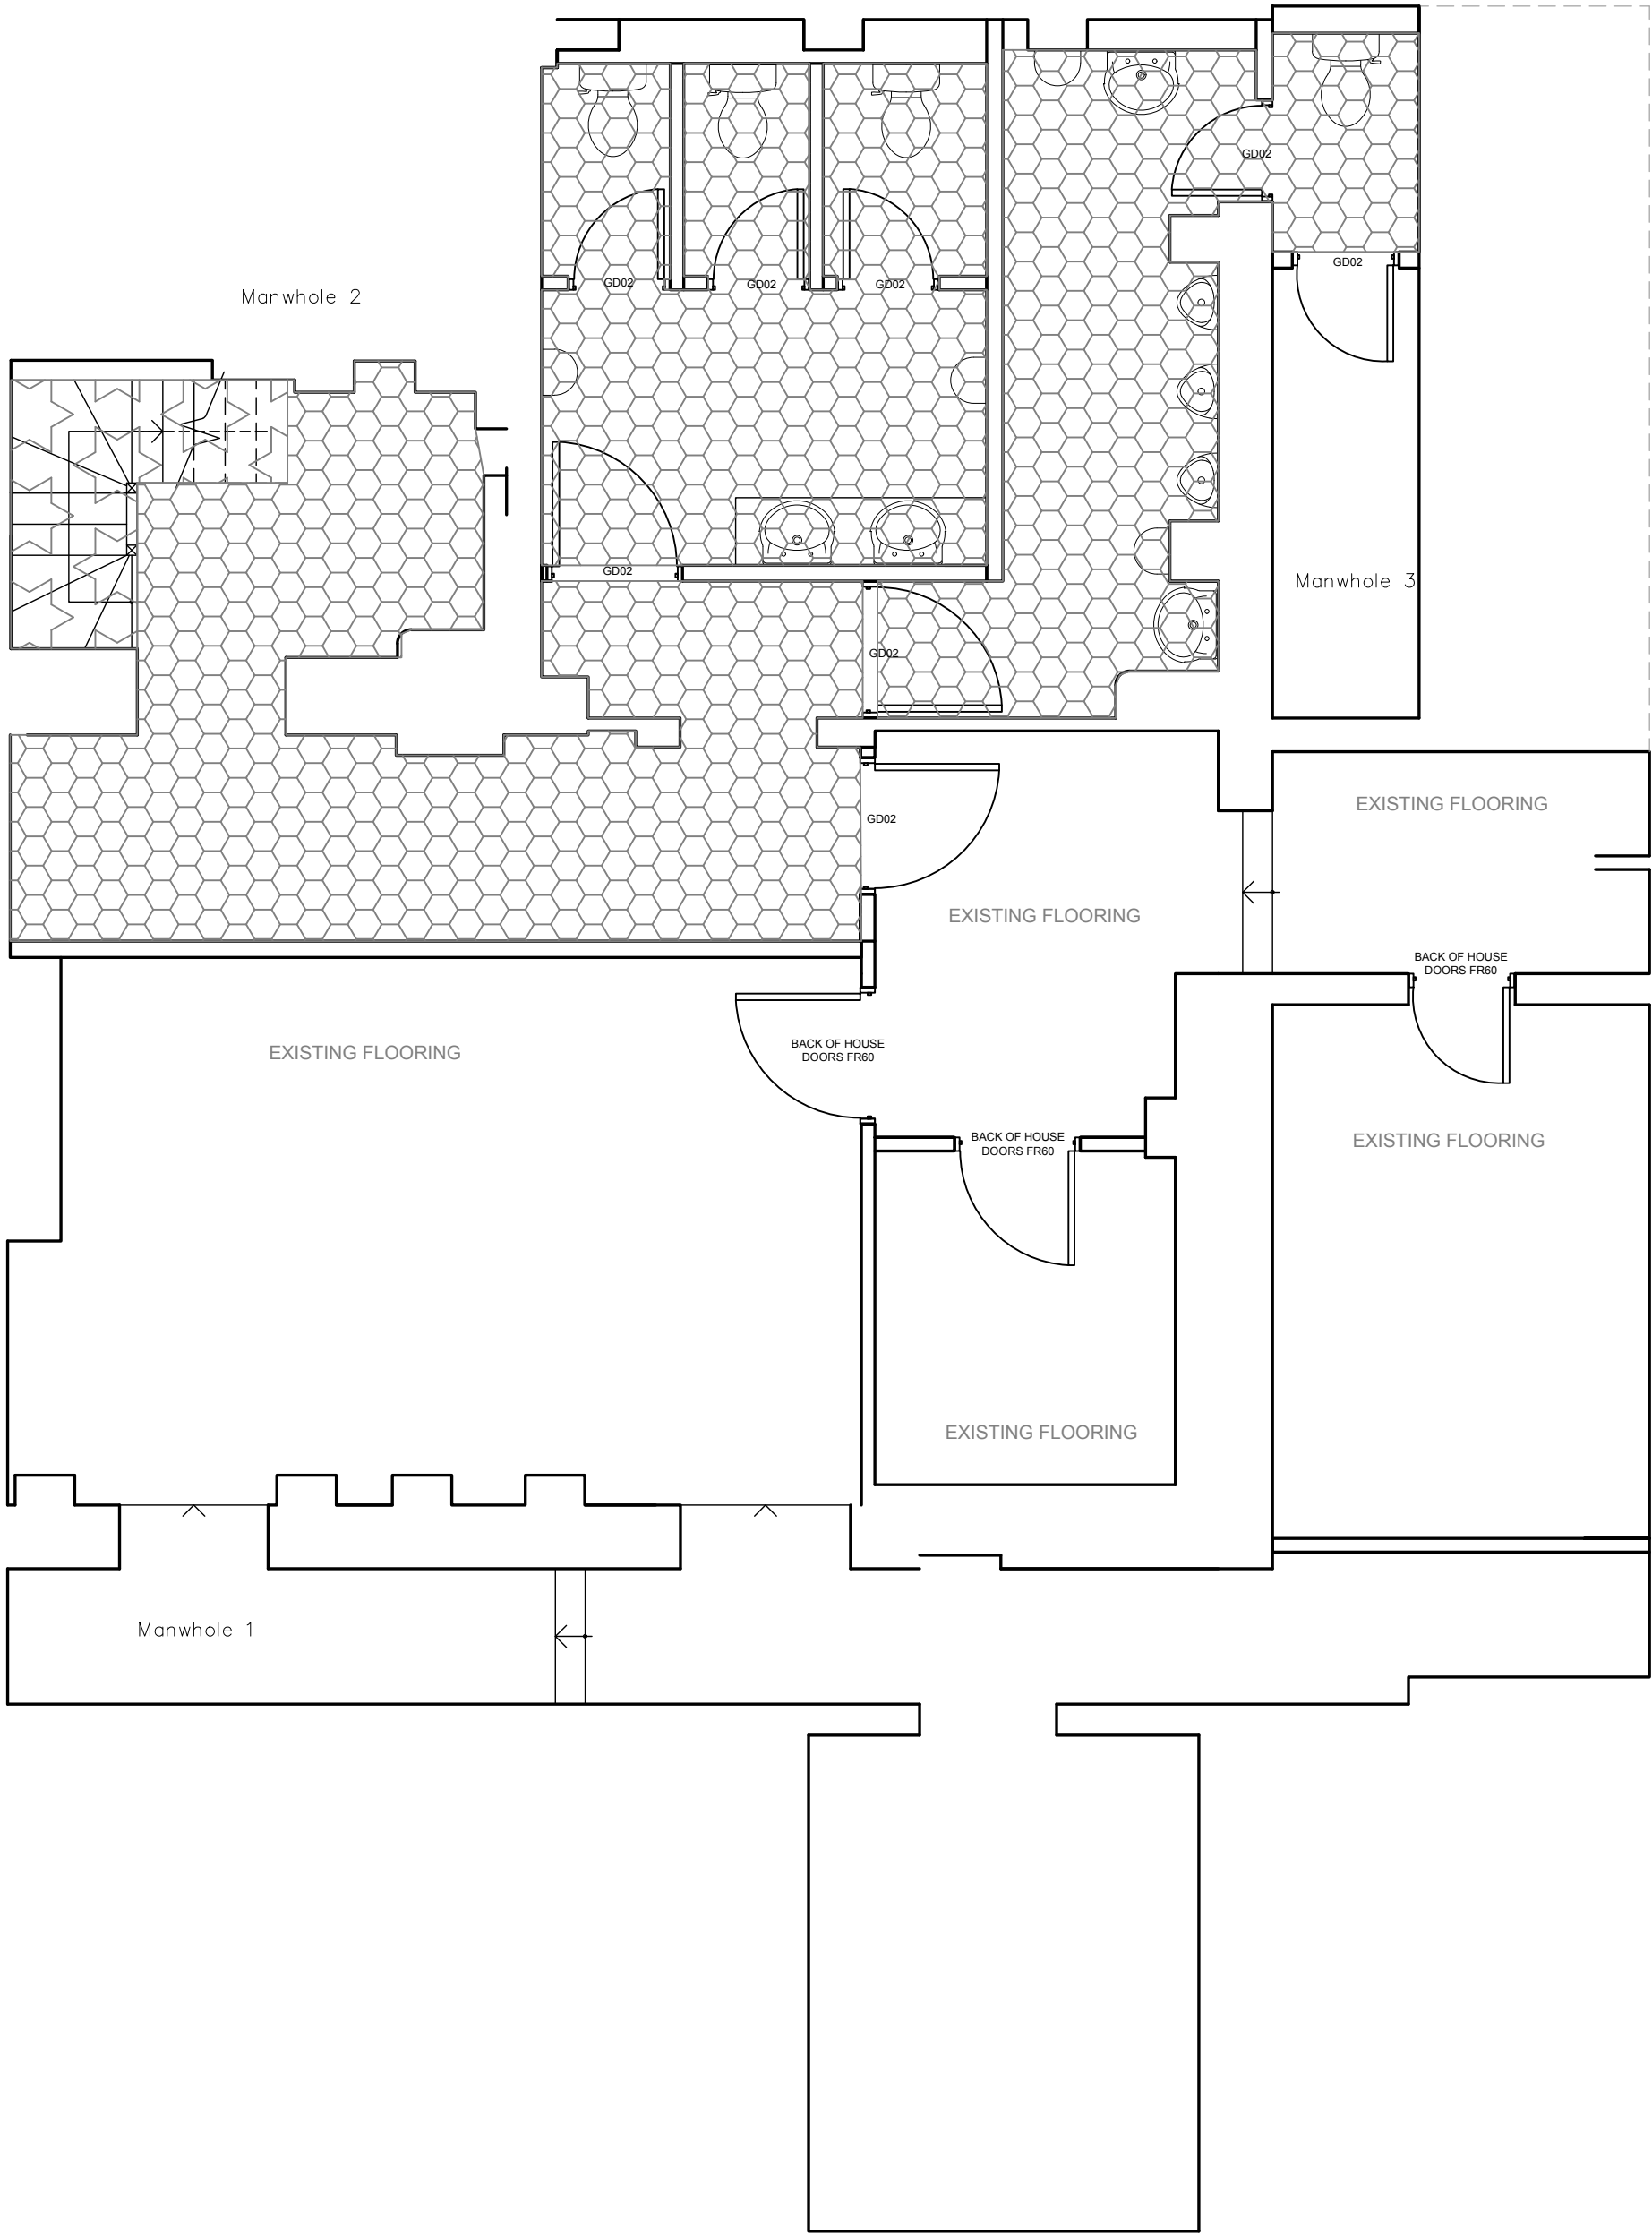 GD02
GD02
Manwhole 2
GD02
GD02
GD02
GD02
Manwhole 3
GD02
EXISTING FLOORING
GD02
EXISTING FLOORING
BACK OF HOUSE
DOORS FR60
EXISTING FLOORING
BACK OF HOUSE
DOORS FR60
BACK OF HOUSE
DOORS FR60
EXISTING FLOORING
EXISTING FLOORING
Manwhole 1